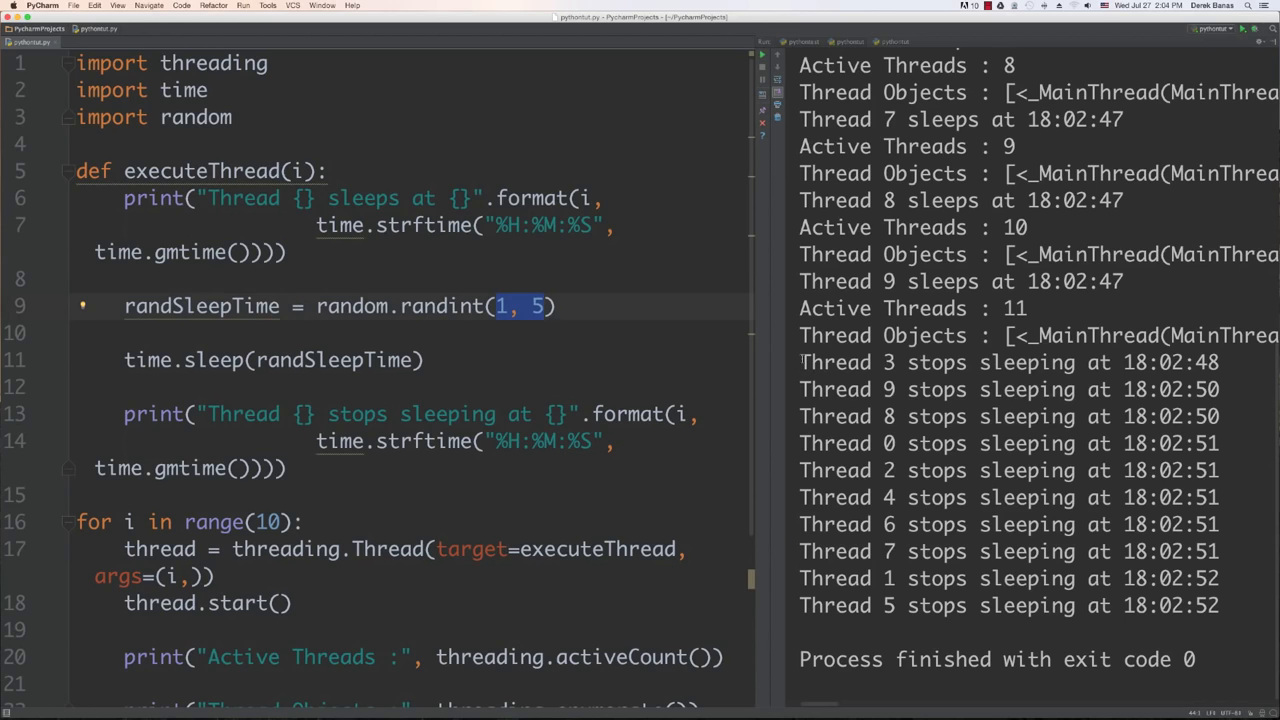 PyCharm File Edit View Navigate Code Refactor Run Tools VCS Window Help
10 Wed Jul 27 2:04 PM Derek Banas
pythontut.py - PycharmProjects - [~/PycharmProjects]
PycharmProjects pythontut.py
pythontut
pythontut.py
Run: pythontut pythontut pythontut
1 import threading
2 import time
3 import random
4
5 def executeThread(i):
6 print("Thread {} sleeps at {}".format(i,
7 time.strftime("%H:%M:%S",
time.gmtime())))
8
9 randSleepTime = random.randint(1, 5)
10
11 time.sleep(randSleepTime)
12
13 print("Thread {} stops sleeping at {}".format(i,
14 time.strftime("%H:%M:%S",
time.gmtime())))
15
16 for i in range(10):
17 thread = threading.Thread(target=executeThread,
args=(i,))
18 thread.start()
19
20 print("Active Threads :", threading.activeCount())
21
Active Threads : 8
Thread Objects : [<_MainThread(MainThrea
Thread 7 sleeps at 18:02:47
Active Threads : 9
Thread Objects : [<_MainThread(MainThrea
Thread 8 sleeps at 18:02:47
Active Threads : 10
Thread Objects : [<_MainThread(MainThrea
Thread 9 sleeps at 18:02:47
Active Threads : 11
Thread Objects : [<_MainThread(MainThrea
Thread 3 stops sleeping at 18:02:48
Thread 9 stops sleeping at 18:02:50
Thread 8 stops sleeping at 18:02:50
Thread 0 stops sleeping at 18:02:51
Thread 2 stops sleeping at 18:02:51
Thread 4 stops sleeping at 18:02:51
Thread 6 stops sleeping at 18:02:51
Thread 7 stops sleeping at 18:02:51
Thread 1 stops sleeping at 18:02:52
Thread 5 stops sleeping at 18:02:52
Process finished with exit code 0
44:1 LF÷ UTF-8÷